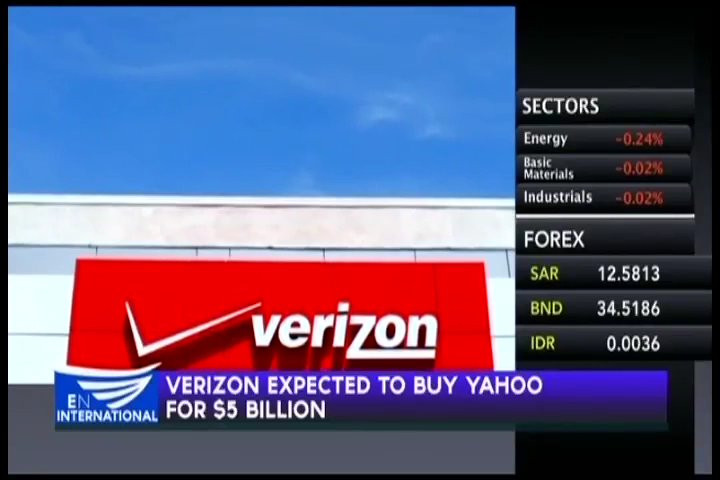 SECTORS
Energy -0.24%
Basic
Materials -0.02%
Industrials -0.02%
FOREX
SAR 12.5813
BND 34.5186
IDR 0.0036
verizon
EN
INTERNATIONAL
VERIZON EXPECTED TO BUY YAHOO
FOR $5 BILLION